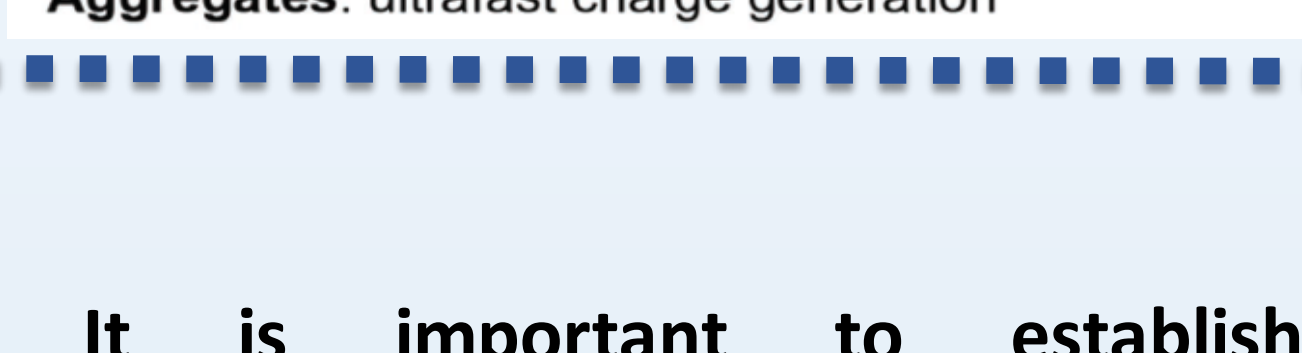 Aggregates: ultrafast charge generation
It is important to establish